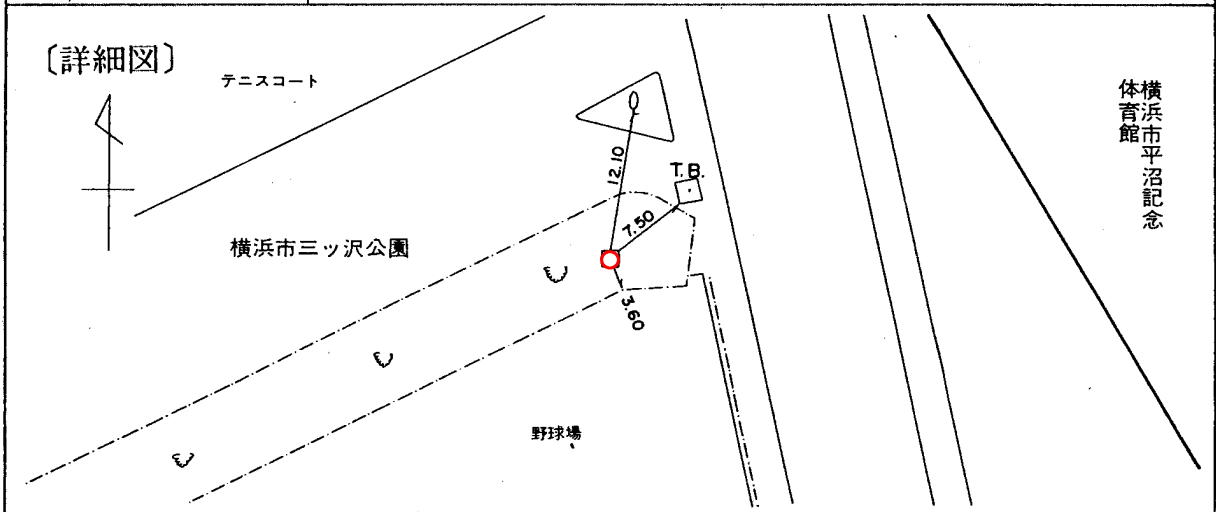 〔詳細図〕
テニスコート
横浜市平沼記念
体育館
12.10
T.B.
7.50
横浜市三ッ沢公園
3.60
野球場